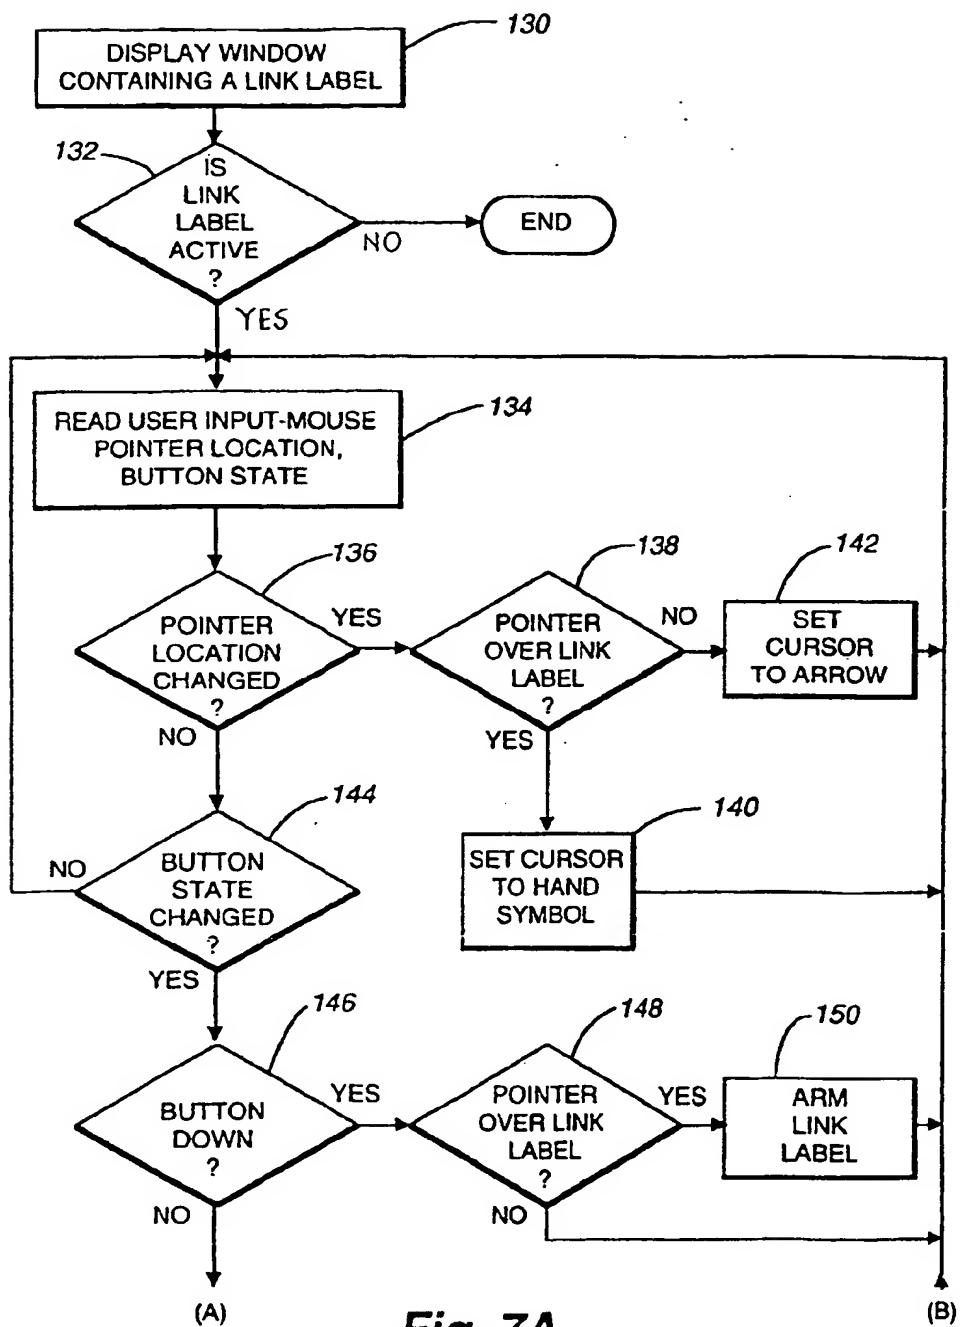 130
DISPLAY WINDOW
CONTAINING A LINK LABEL
132
IS
LINK
LABEL
ACTIVE
?
NO
END
YES
READ USER INPUT-MOUSE
POINTER LOCATION,
BUTTON STATE
134
136
POINTER
LOCATION
CHANGED
?
YES
NO
138
POINTER
OVER LINK
LABEL
?
NO
YES
142
SET
CURSOR
TO ARROW
140
SET CURSOR
TO HAND
SYMBOL
144
BUTTON
STATE
CHANGED
?
NO
YES
146
BUTTON
DOWN
?
YES
NO
148
POINTER
OVER LINK
LABEL
?
YES
NO
150
ARM
LINK
LABEL
(A)
Fig. 7A
(B)